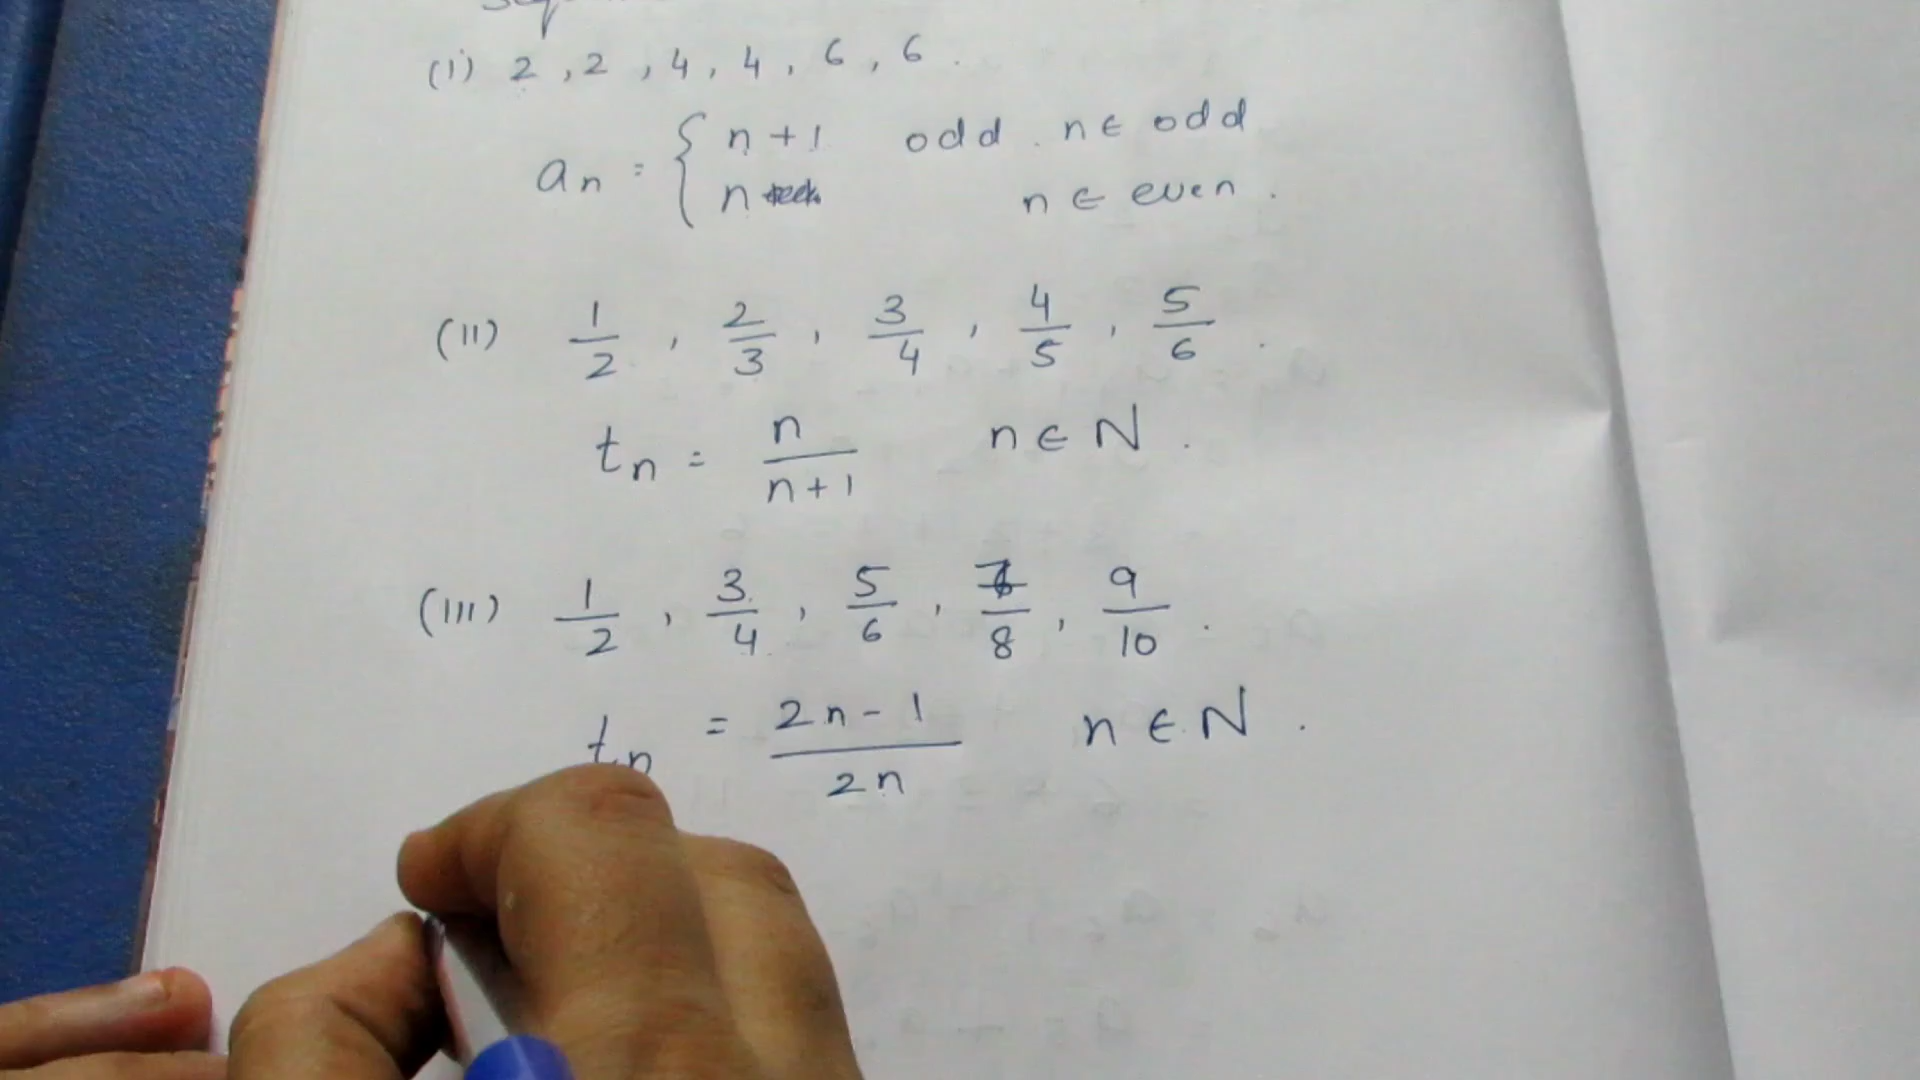 (i) 2 , 2 , 4 , 4 , 6 , 6 .
an = { n + 1 odd . n ∈ odd
n n ∈ even .
(ii) 1/2 , 2/3 , 3/4 , 4/5 , 5/6 .
tn = n/(n+1) n ∈ N .
(iii) 1/2 , 3/4 , 5/6 , 7/8 , 9/10 .
tn = (2n-1)/2n n ∈ N .